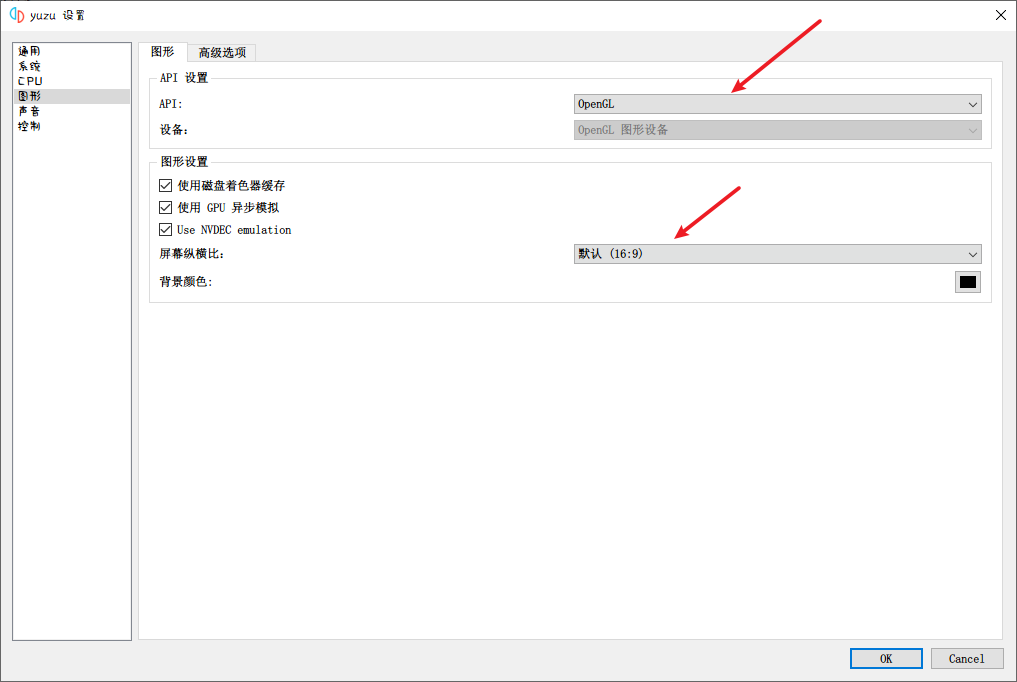 yuzu 设置
通用
系统
CPU
图形
声音
控制
图形
高级选项
API 设置
API:
OpenGL
设备:
OpenGL 图形设备
图形设置
使用磁盘着色器缓存
使用 GPU 异步模拟
Use NVDEC emulation
屏幕纵横比:
默认 (16:9)
背景颜色:
OK
Cancel